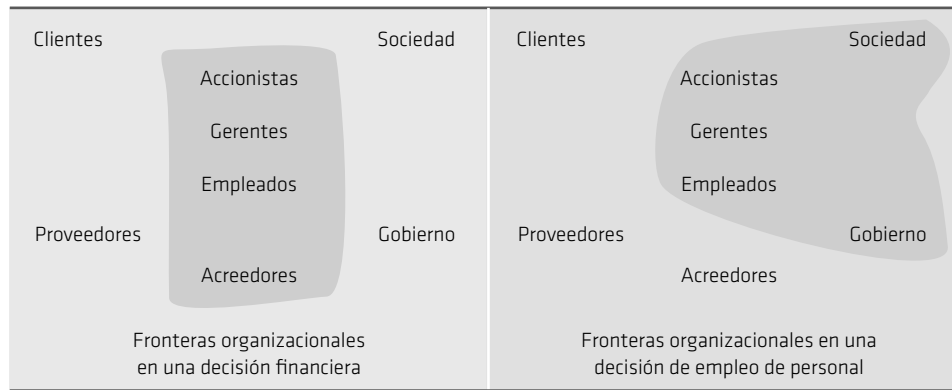 Clientes
Sociedad
Accionistas
Gerentes
Empleados
Proveedores
Gobierno
Acreedores
Fronteras organizacionales
en una decisión financiera
Clientes
Sociedad
Accionistas
Gerentes
Empleados
Proveedores
Gobierno
Acreedores
Fronteras organizacionales en una
decisión de empleo de personal